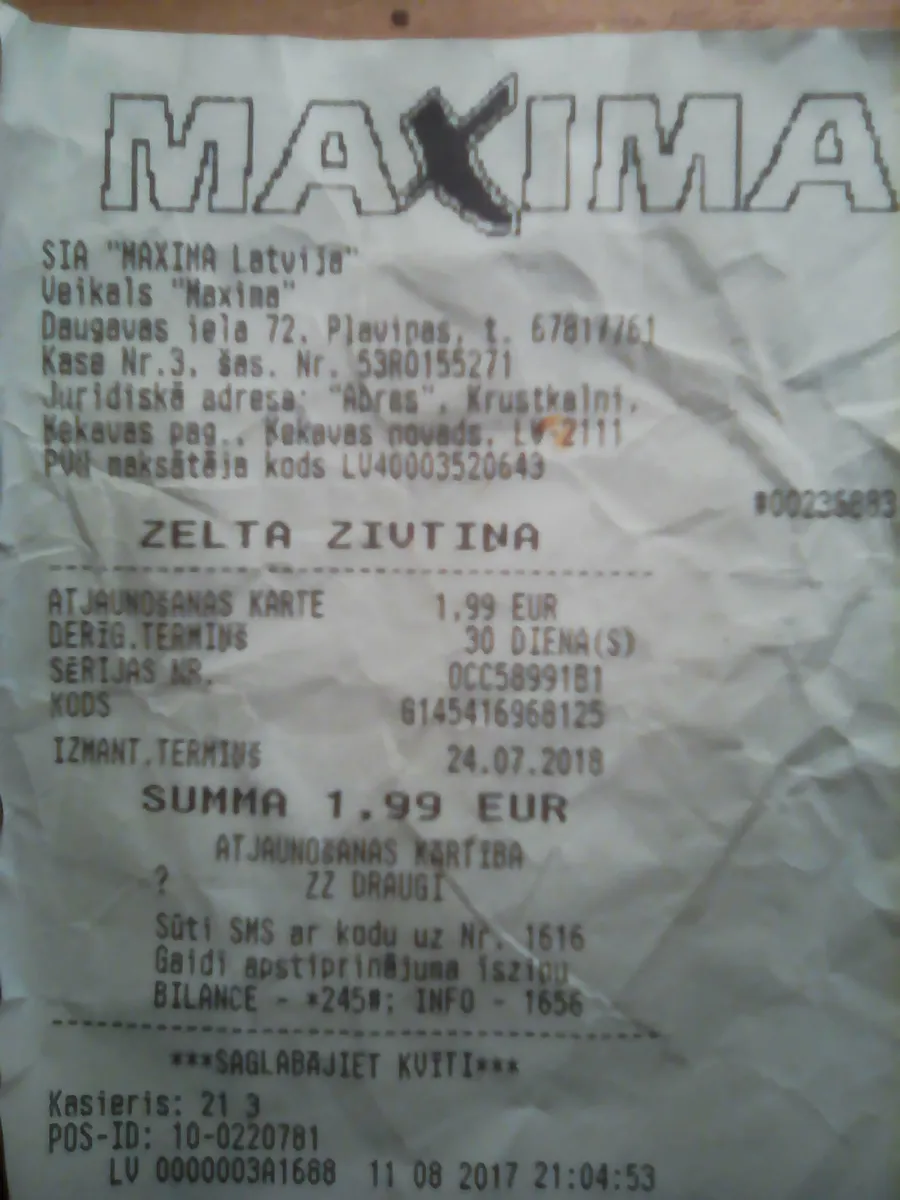 MAXIMA
SIA "MAXIMA Latvija"
Veikals "Maxima"
Daugavas iela 72, Pļaviņas, t. 67817761
Kase Nr.3, šas. Nr. 53R0155271
Juridiskā adrese: "Abras", Krustkalni,
Ķekavas pag., Ķekavas novads, LV-2111
PVN maksātāja kods LV40003520643
#00236883
ZELTA ZIVTIŅA
ATJAUNOŠANAS KARTE 1,99 EUR
DERĪG.TERMIŅŠ 30 DIENA(S)
SĒRIJAS NR. OCC5899181
KODS 6145416968125
IZMANT.TERMIŅŠ 24.07.2018
SUMMA 1,99 EUR
ATJAUNOŠANAS KĀRTĪBA
? ZZ DRAUGI
Sūti SMS ar kodu uz Nr. 1616
Gaidi apstiprinājuma īsziņu
BILANCE - *245#; INFO - 1656
***SAGLABĀJIET KVĪTI***
Kasieris: 21 3
POS-ID: 10-0220781
LV 0000003A1688 11 08 2017 21:04:53